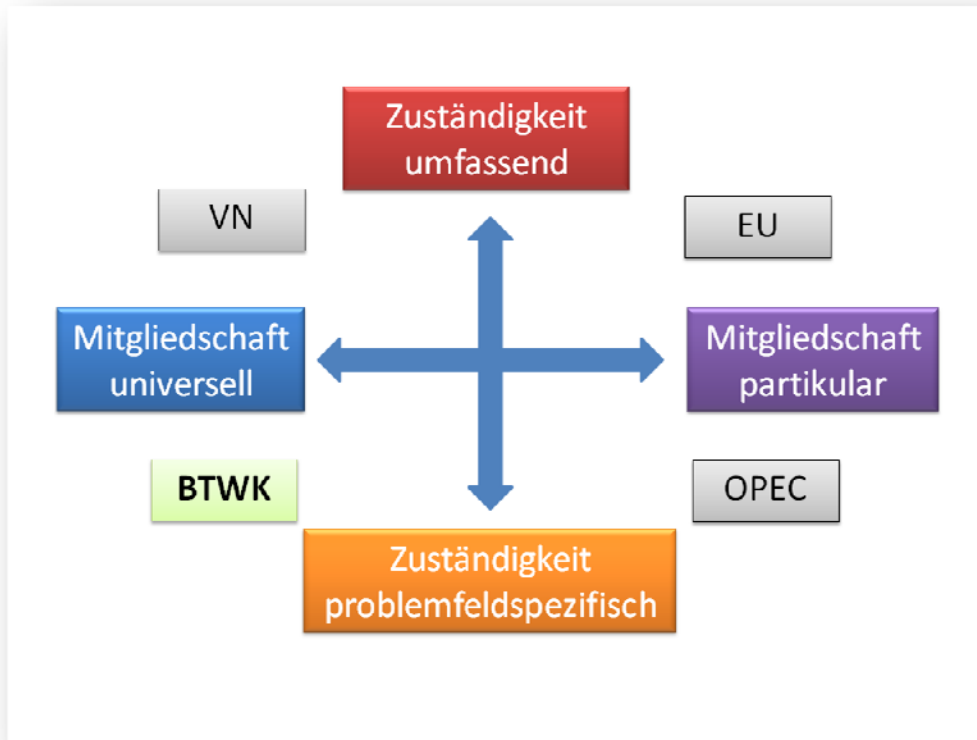 Zuständigkeit
umfassend
VN
EU
Mitgliedschaft
universell
Mitgliedschaft
partikular
BTWK
OPEC
Zuständigkeit
problemfeldspezifisch